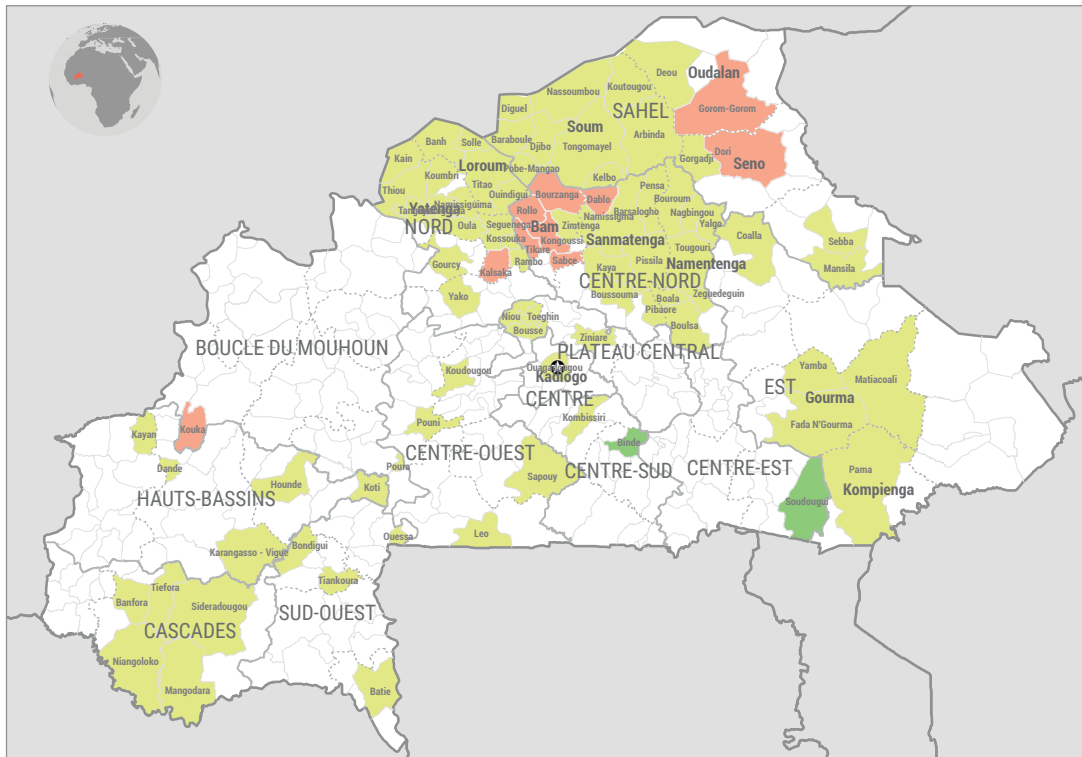 Oudalan
Deou
Koutougou
Nassoumbou
Gorom-Gorom
Diguel
SAHEL
Soum
Arbinda
Banh
Solle
Baraboule
Djibo
Tongomayel
Dori
Kain
Loroum
Gorgadji
Seno
Koumbri
Pobe-Mangao
Kelbo
Thiou
Titao
Pensa
Ouindigui
Bourzanga
Dablo
Bouroum
Namissiguima
Yatenga
Rollo
Barsalogho
Nagbingou
Namissigma
NORD
Oula
Seguenega
Bam
Zimtenga
Yalgo
Kossouka
Kongoussi
Sanmatenga
Coalla
Sebba
Tikare
Tougouri
Gourcy
Rambo
Sabce
Pissila
Namentenga
Mansila
Kalsaka
Kaya
CENTRE-NORD
Yako
Boussouma
Boala
Zeguedeguin
Pibaore
Niou
Toeghin
Boulsa
Bousse
Ziniare
BOUCLE DU MOUHOUN
PLATEAU CENTRAL
Yamba
Koudougou
Ouagadougou
Kadiogo
Matiacoali
EST
Gourma
CENTRE
Kombissiri
Pouni
Fada N'Gourma
Kayan
Kouka
Binde
CENTRE-OUEST
Dande
Poura
CENTRE-SUD
CENTRE-EST
Pama
Sapouy
Hounde
Koti
HAUTS-BASSINS
Kompienga
Soudougui
Ouessa
Leo
Karangasso - Vigue
Bondigui
Tiankoura
Tiefora
Banfora
Sideradougou
SUD-OUEST
CASCADES
Niangoloko
Mangodara
Batie